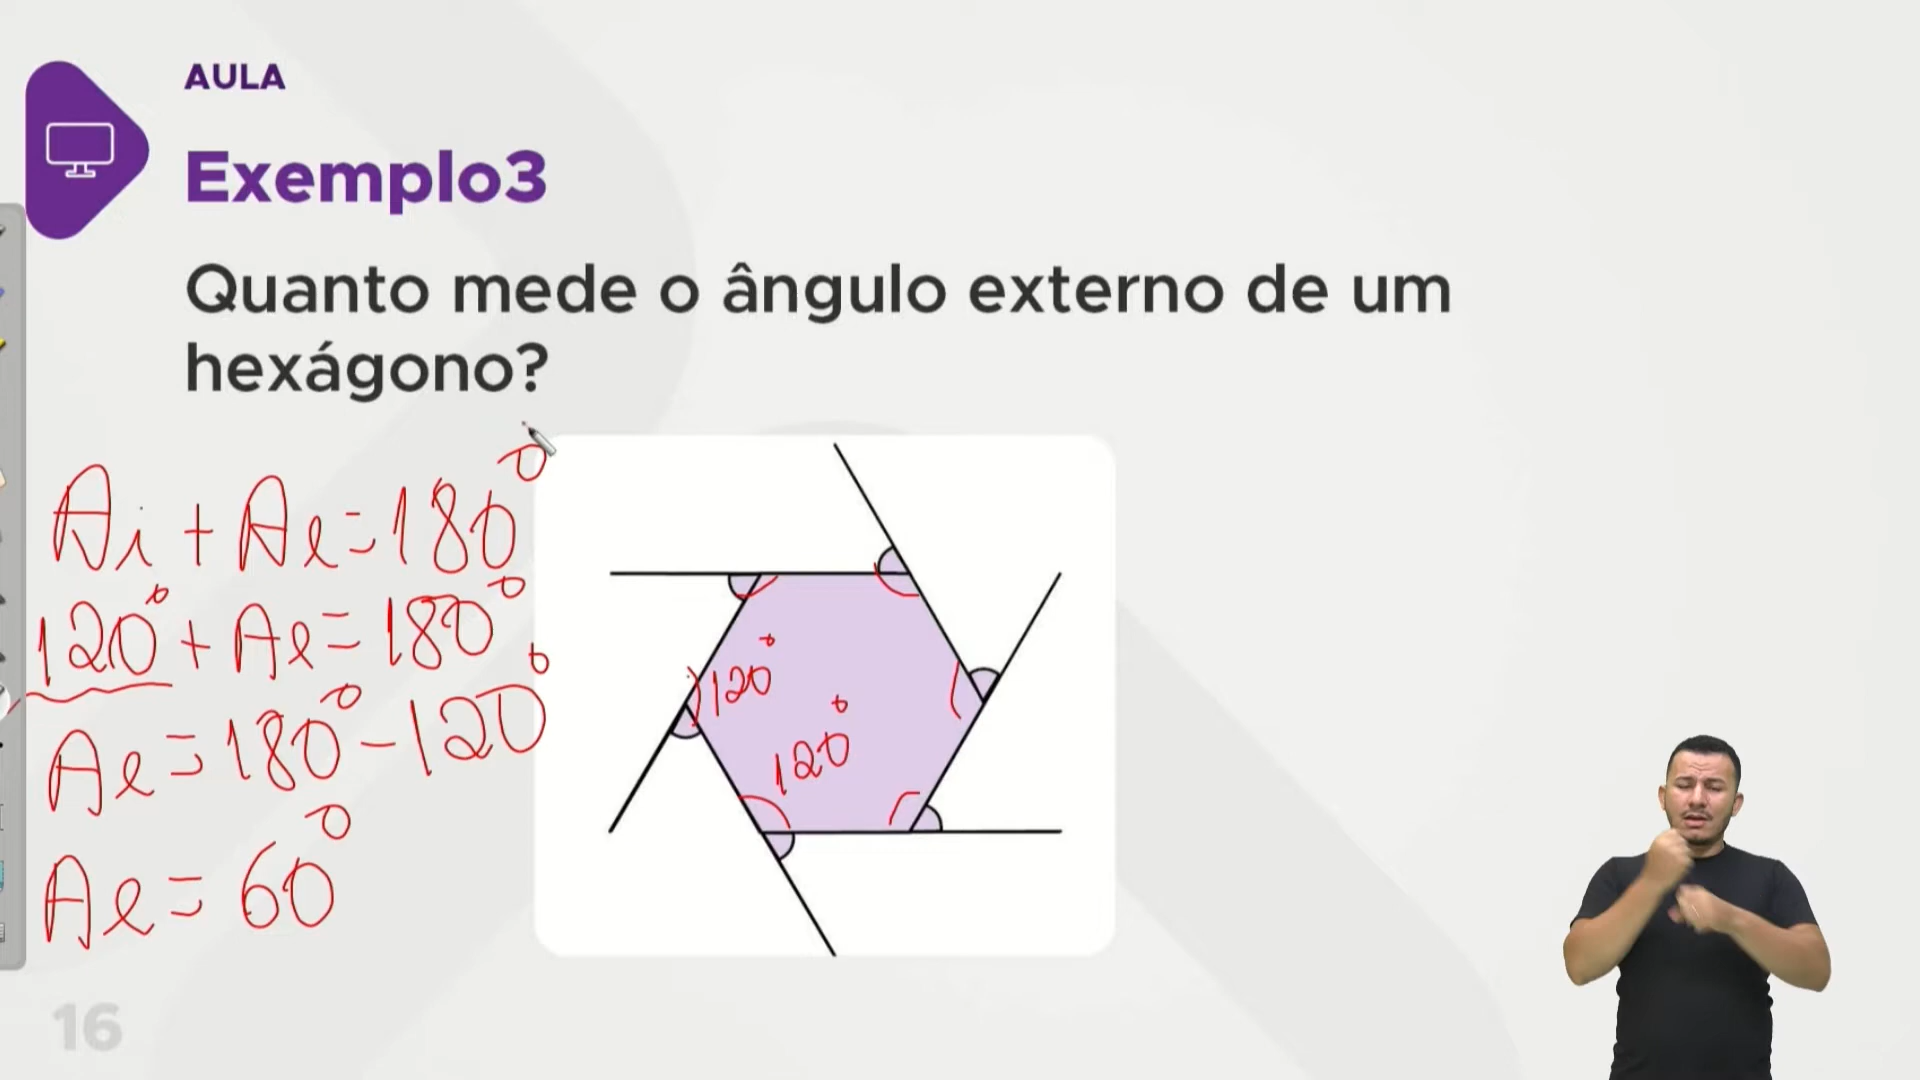 AULA
Exemplo3
Quanto mede o ângulo externo de um
hexágono?
Ai + Ae = 180°
120° + Ae = 180°
Ae = 180° - 120°
Ae = 60°
120°
120°
16